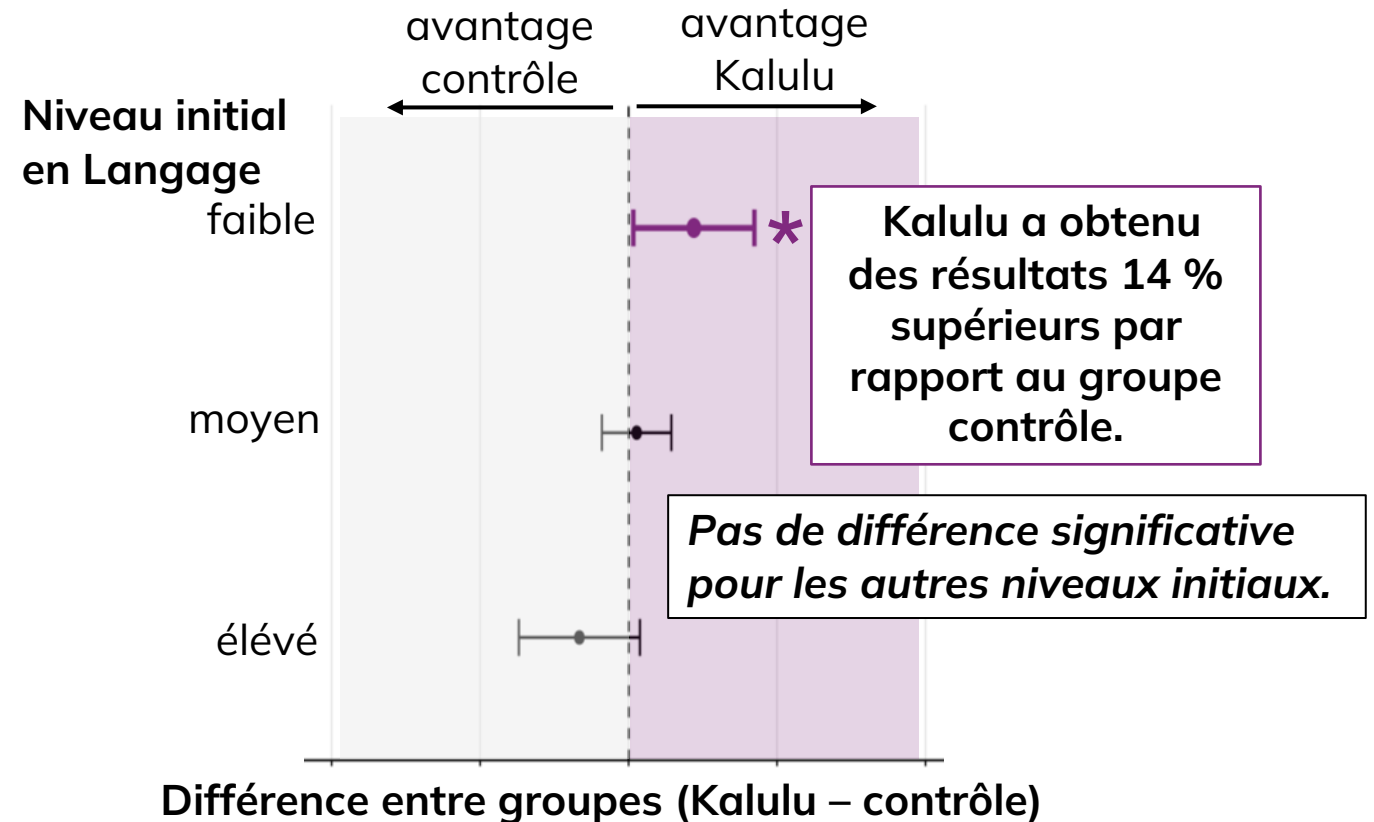 avantage
contrôle
avantage
Kalulu
Niveau initial
en Langage
faible
*
Kalulu a obtenu
des résultats 14 %
supérieurs par
rapport au groupe
contrôle.
moyen
Pas de différence significative
pour les autres niveaux initiaux.
élévé
Différence entre groupes (Kalulu – contrôle)